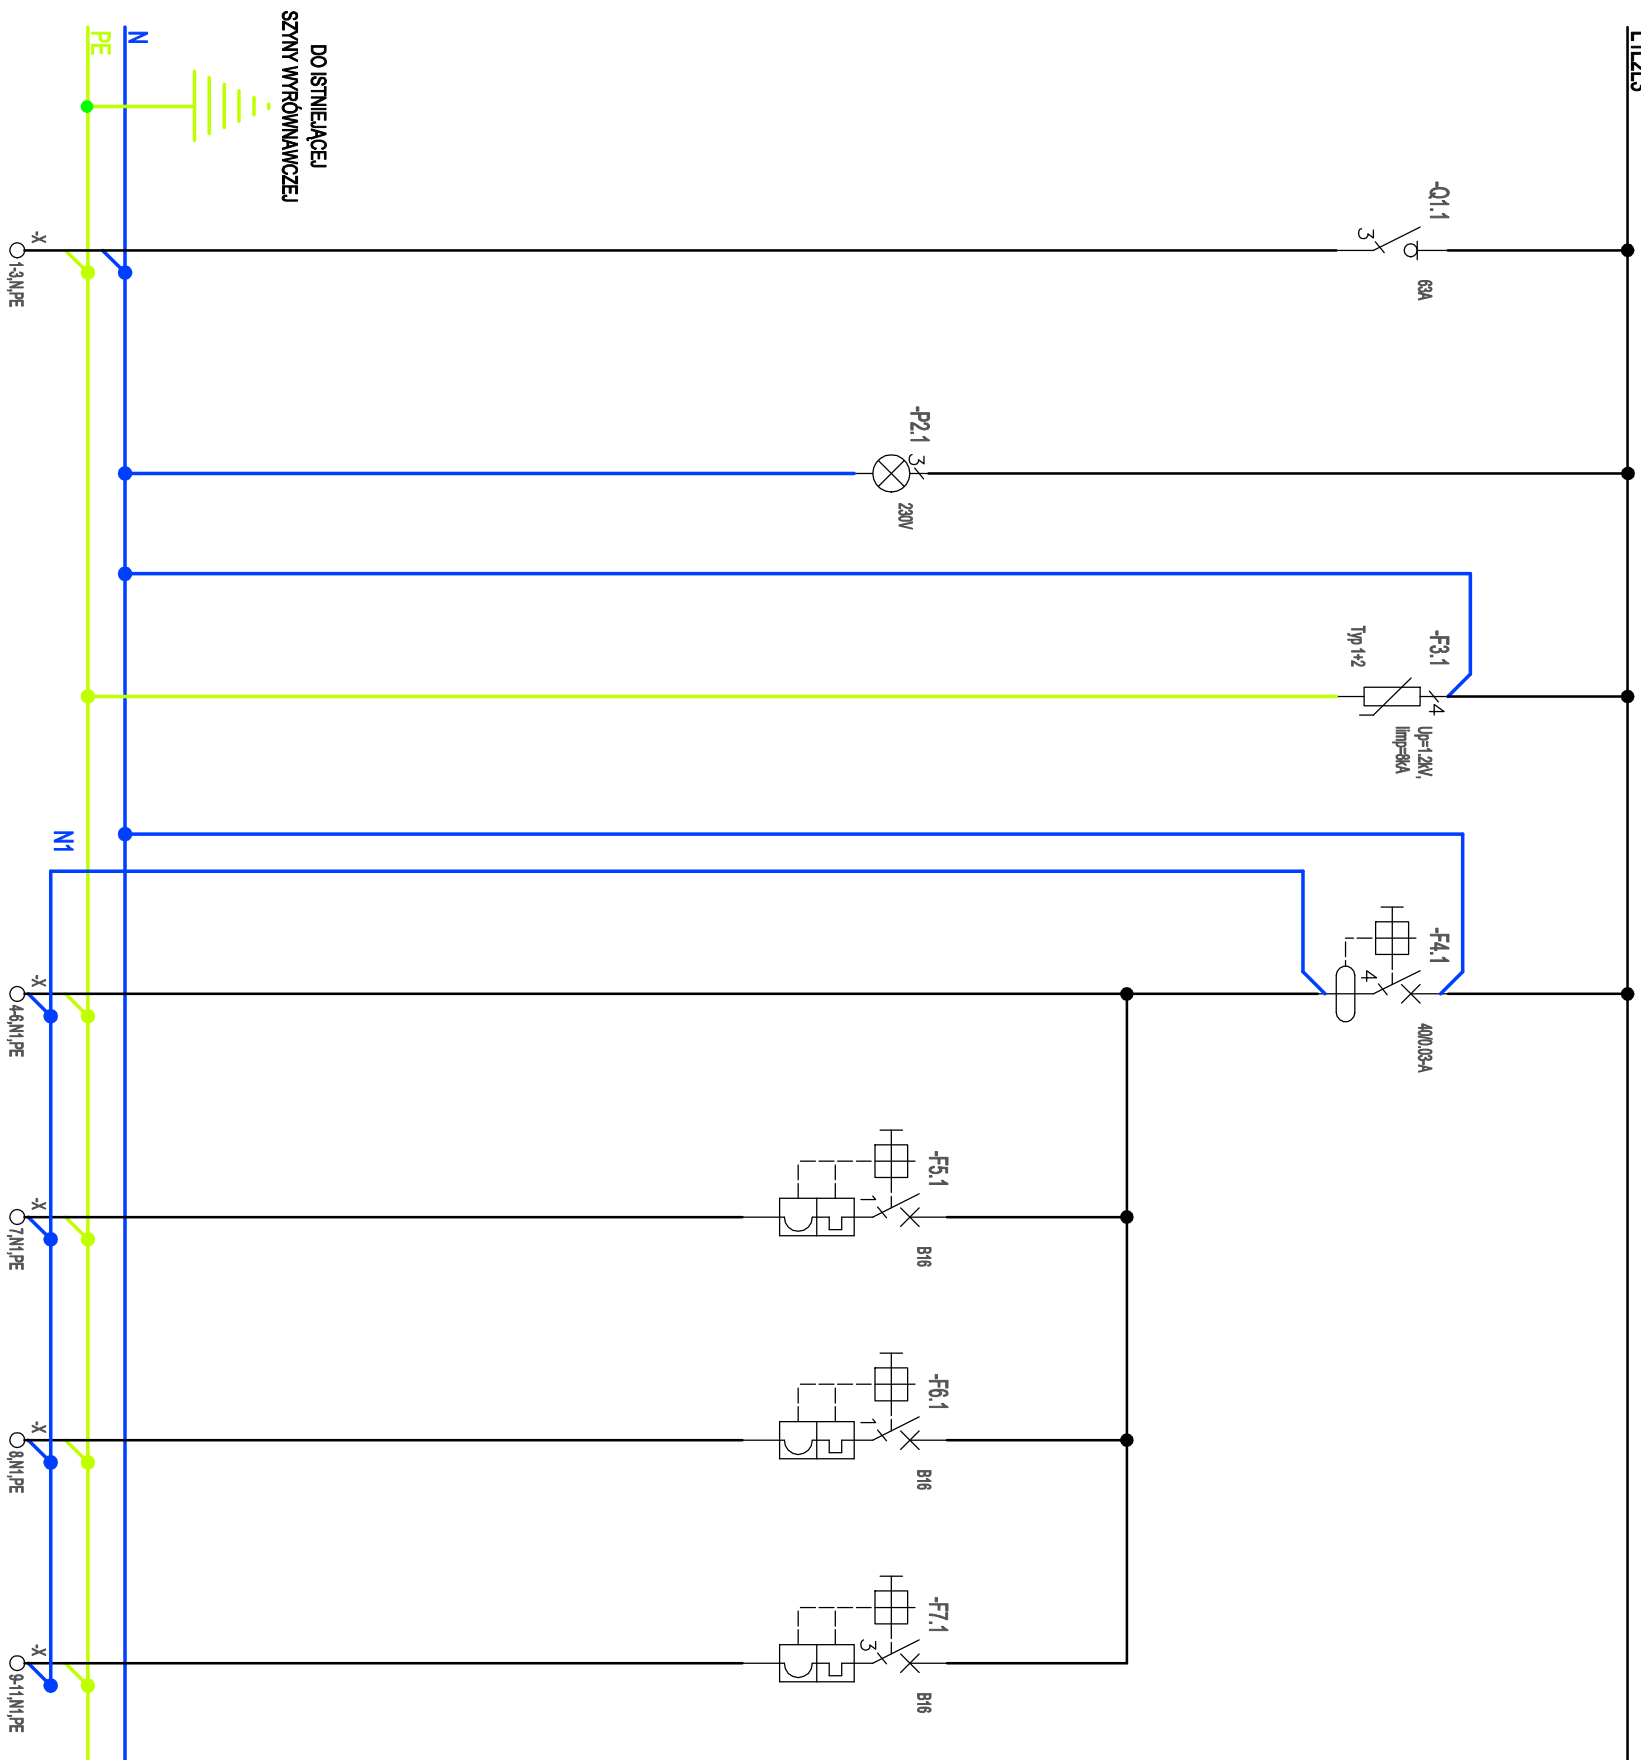 L1L2L3
-Q1.1
3
63A
-P2.1
3
230V
-F3.1
4
Typ 1+2
Up=1.2kV,
Iimp=8kA
-F4.1
4
40/0.03-A
-F5.1
1
B16
-F6.1
1
B16
-F7.1
3
B16
DO ISTNIEJĄCEJ
SZYNY WYRÓWNAWCZEJ
N
PE
N1
-X
1-3,N,PE
-X
4-6,N1,PE
-X
7,N1,PE
-X
8,N1,PE
-X
9-11,N1,PE